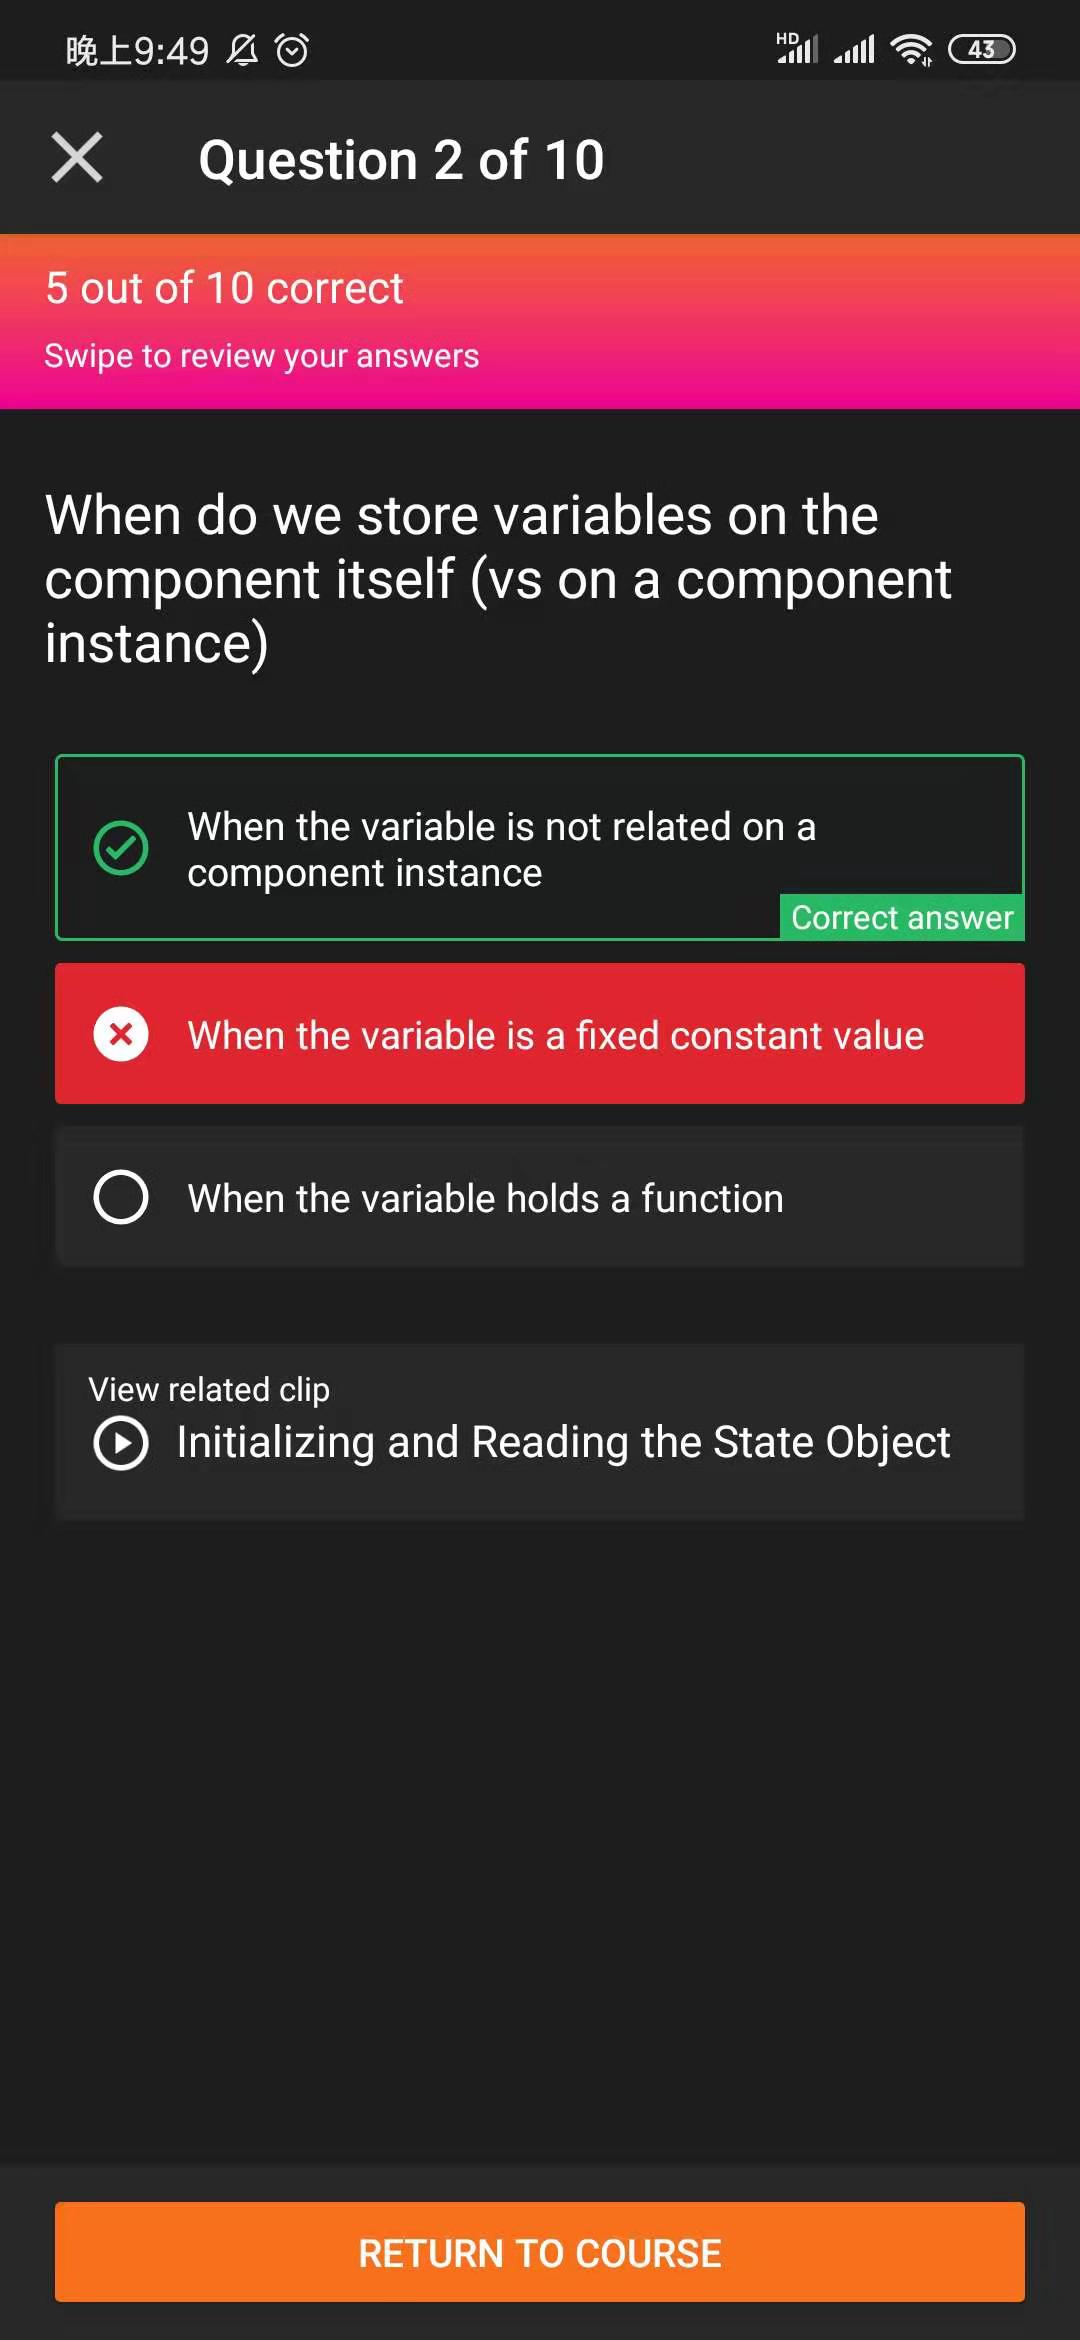 晚上9:49 HD 43
Question 2 of 10
5 out of 10 correct
Swipe to review your answers
When do we store variables on the
component itself (vs on a component
instance)
When the variable is not related on a
component instance
Correct answer
When the variable is a fixed constant value
When the variable holds a function
View related clip
Initializing and Reading the State Object
RETURN TO COURSE